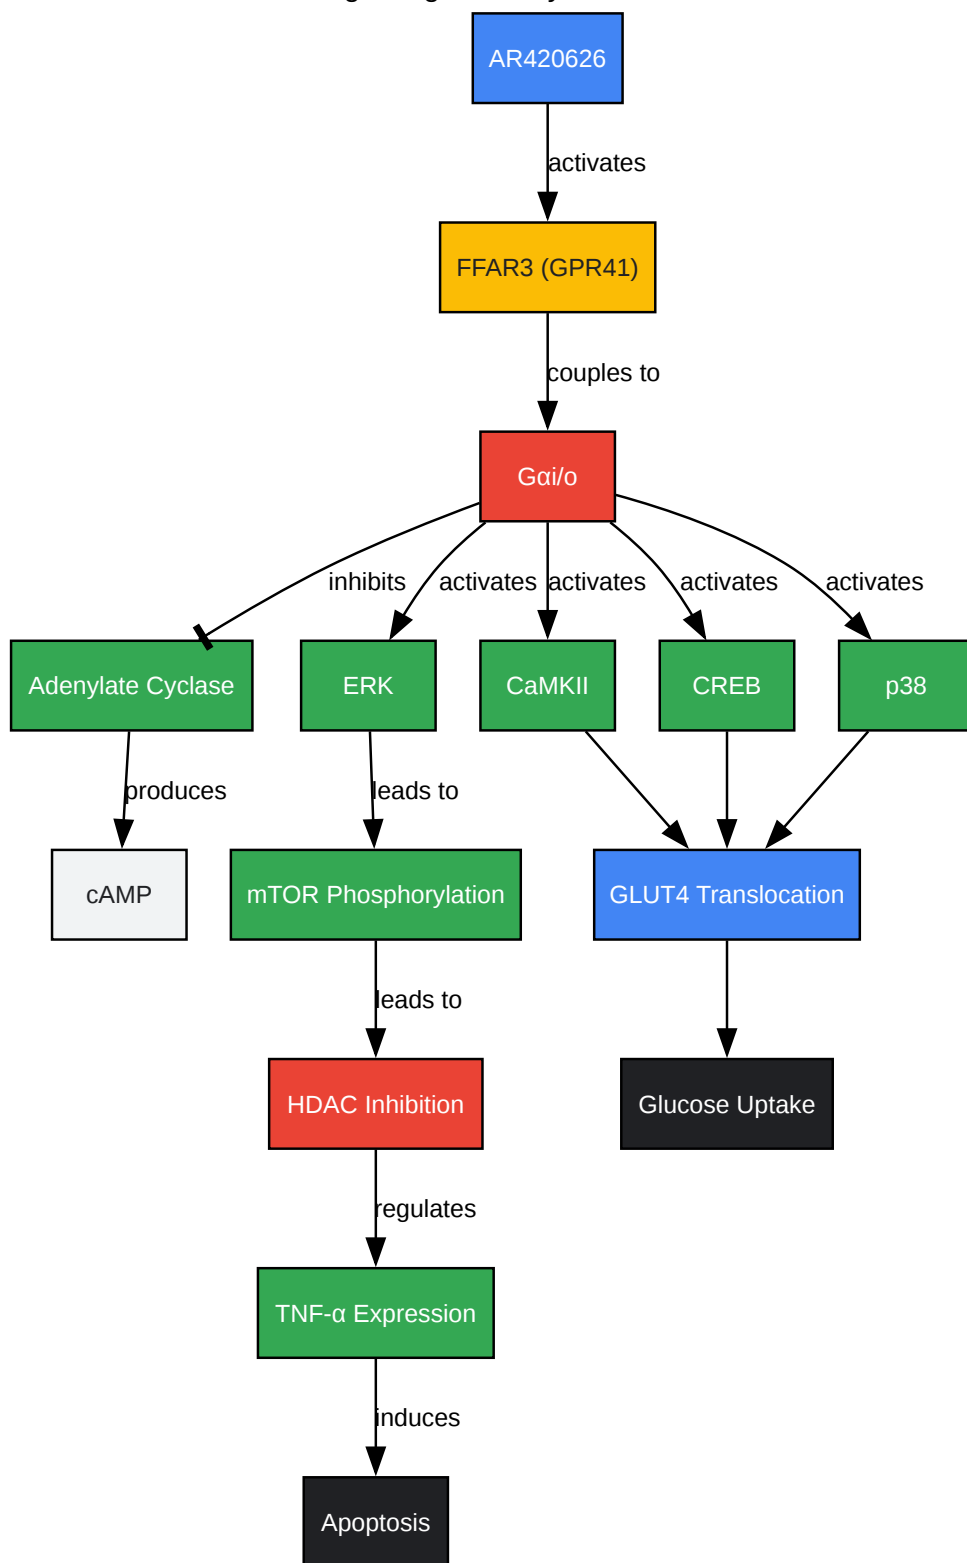 AR420626
activates
FFAR3 (GPR41)
couples to
Gαi/o
inhibits
activates
activates
activates
activates
Adenylate Cyclase
ERK
CaMKII
CREB
p38
produces
leads to
cAMP
mTOR Phosphorylation
GLUT4 Translocation
leads to
HDAC Inhibition
Glucose Uptake
regulates
TNF-α Expression
induces
Apoptosis